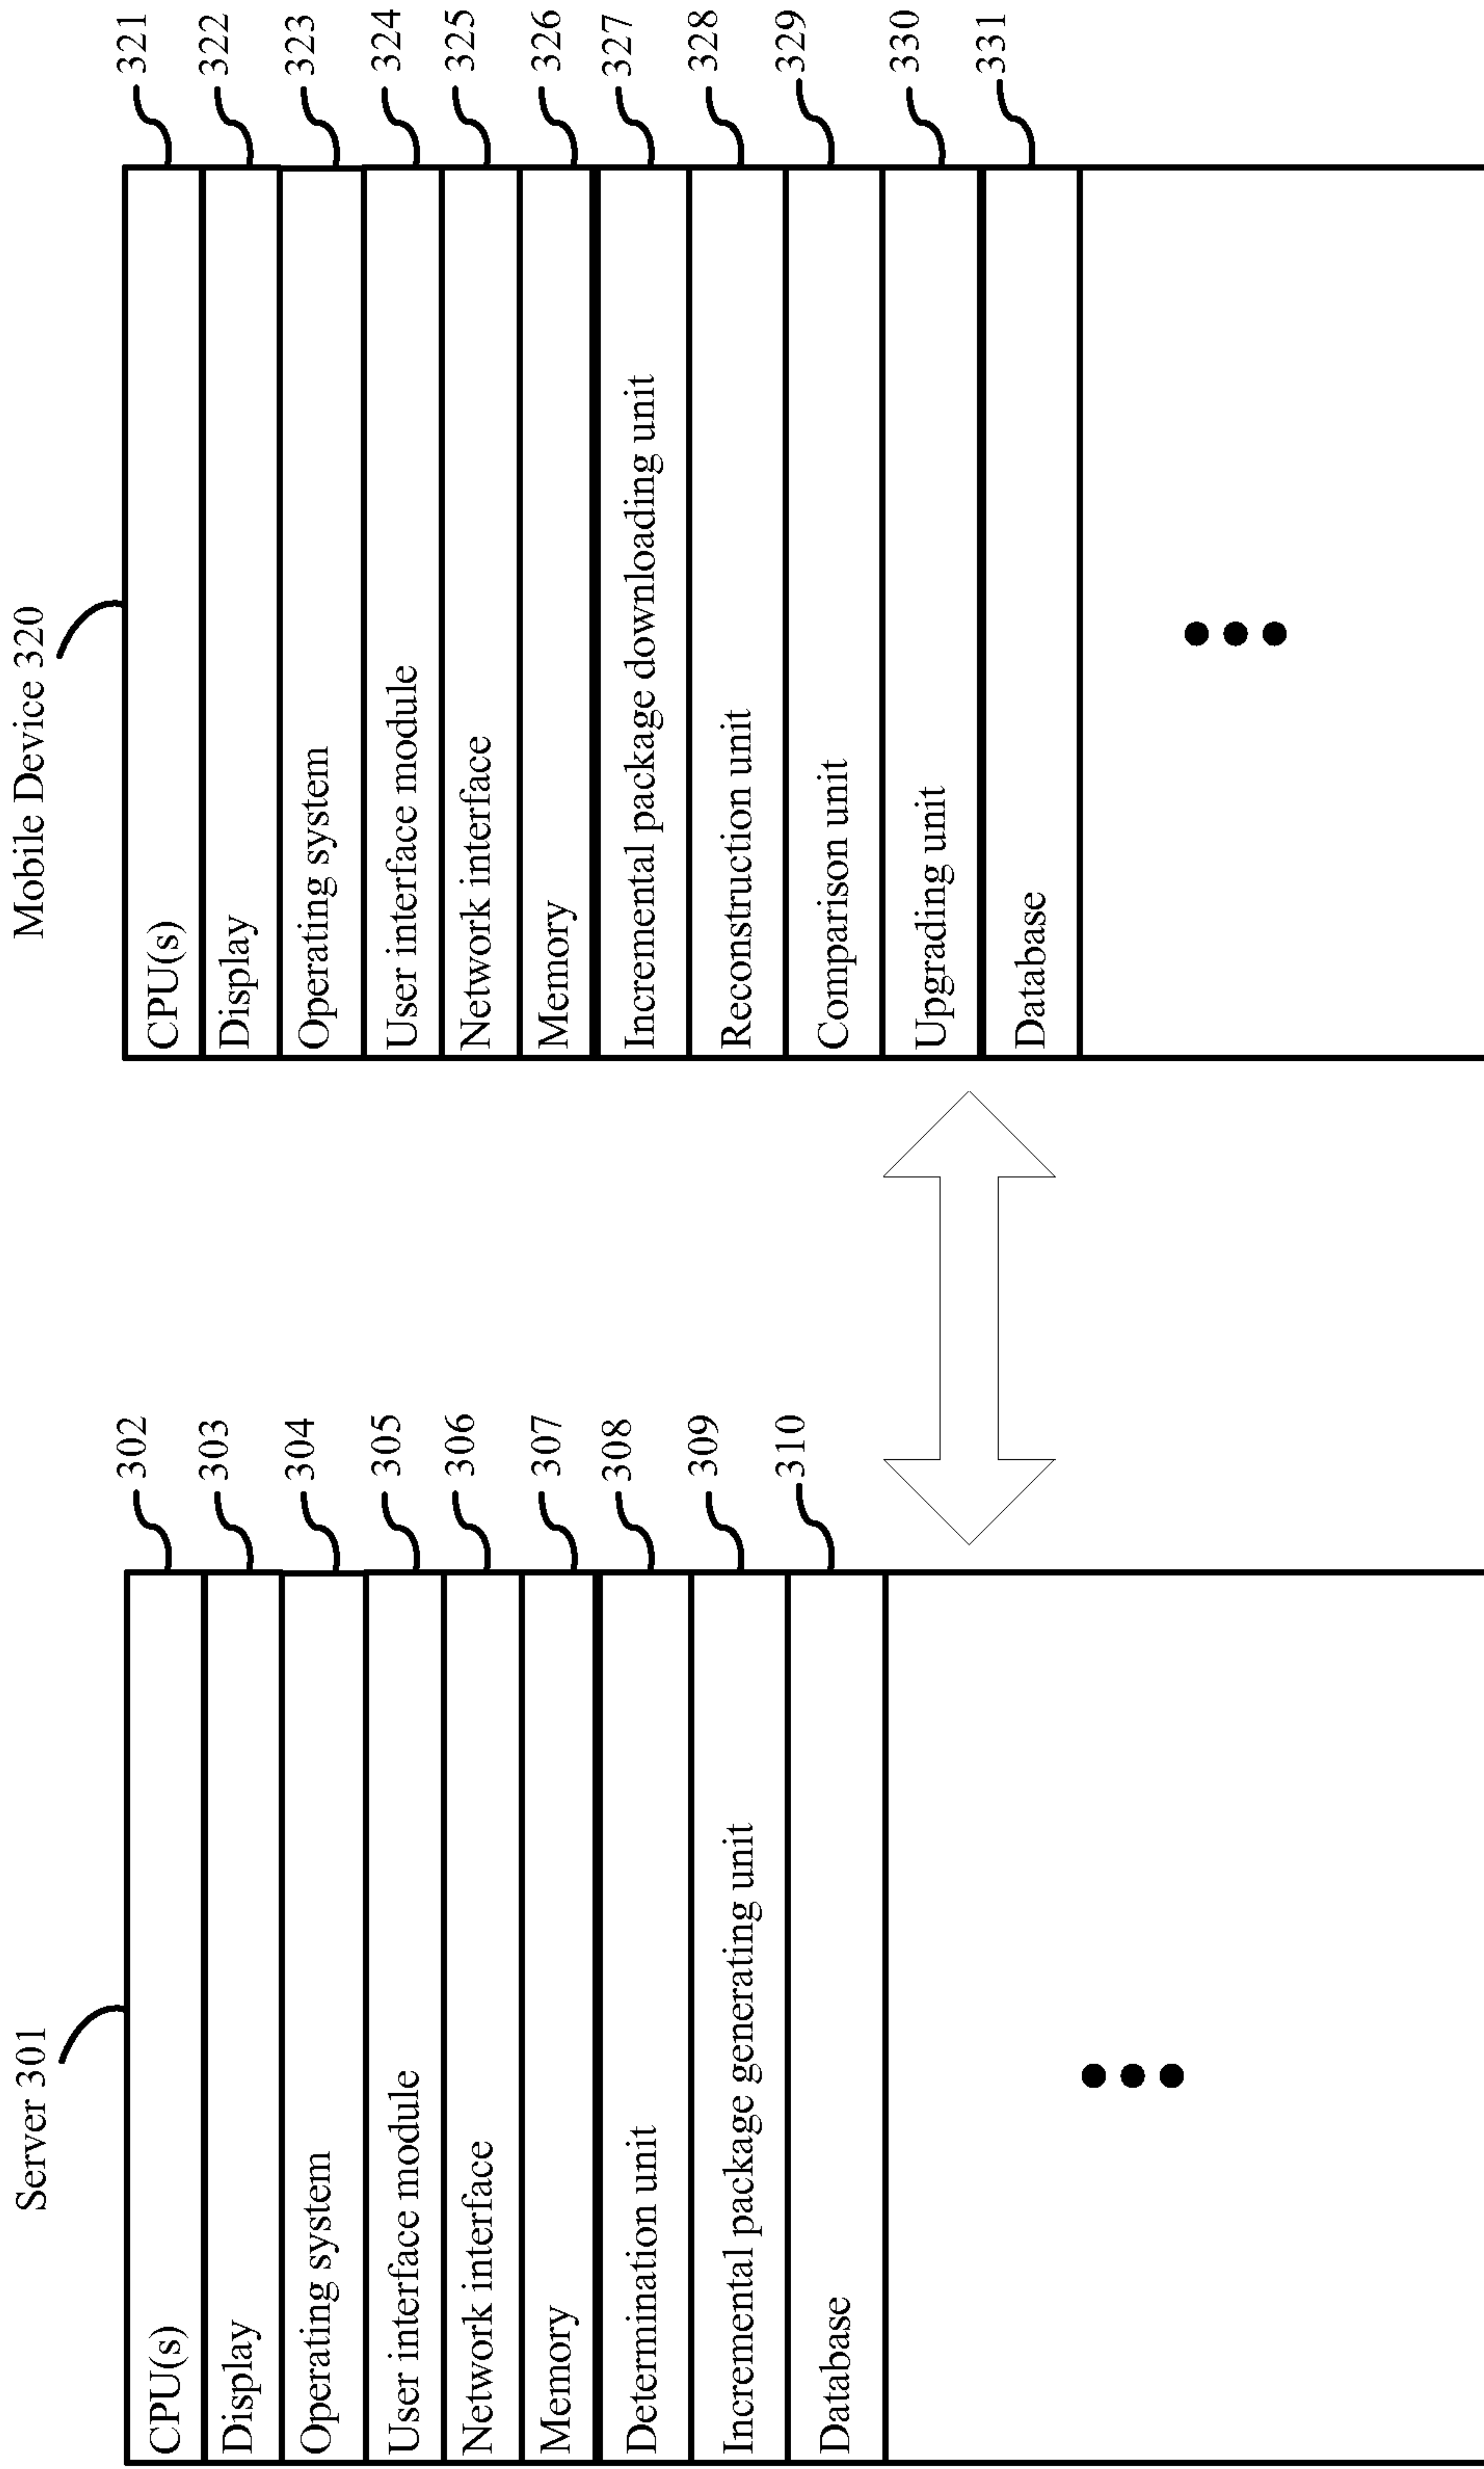 Server 301
CPU(s) 302
Display 303
Operating system 304
User interface module 305
Network interface 306
Memory 307
Determination unit 308
Incremental package generating unit 309
Database 310
Mobile Device 320
CPU(s) 321
Display 322
Operating system 323
User interface module 324
Network interface 325
Memory 326
Incremental package downloading unit 327
Reconstruction unit 328
Comparison unit 329
Upgrading unit 330
Database 331